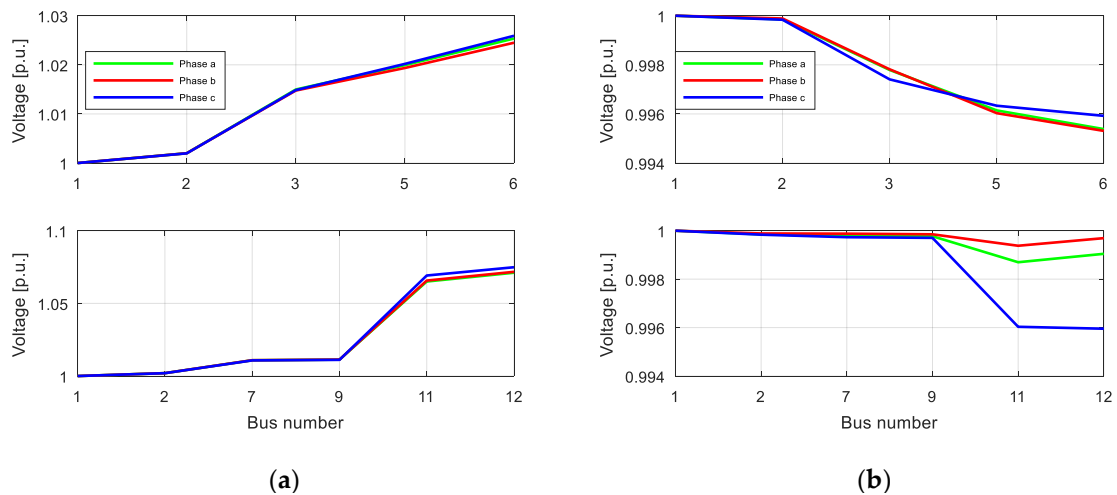 1.03
1.02
1.01
1
Voltage [p.u.]
Phase a
Phase b
Phase c
1 2 3 5 6
1
0.998
0.996
0.994
Voltage [p.u.]
Phase a
Phase b
Phase c
1 2 3 5 6
1.1
1.05
1
Voltage [p.u.]
1 2 7 9 11 12
Bus number
1
0.998
0.996
0.994
Voltage [p.u.]
1 2 7 9 11 12
Bus number
(a)
(b)